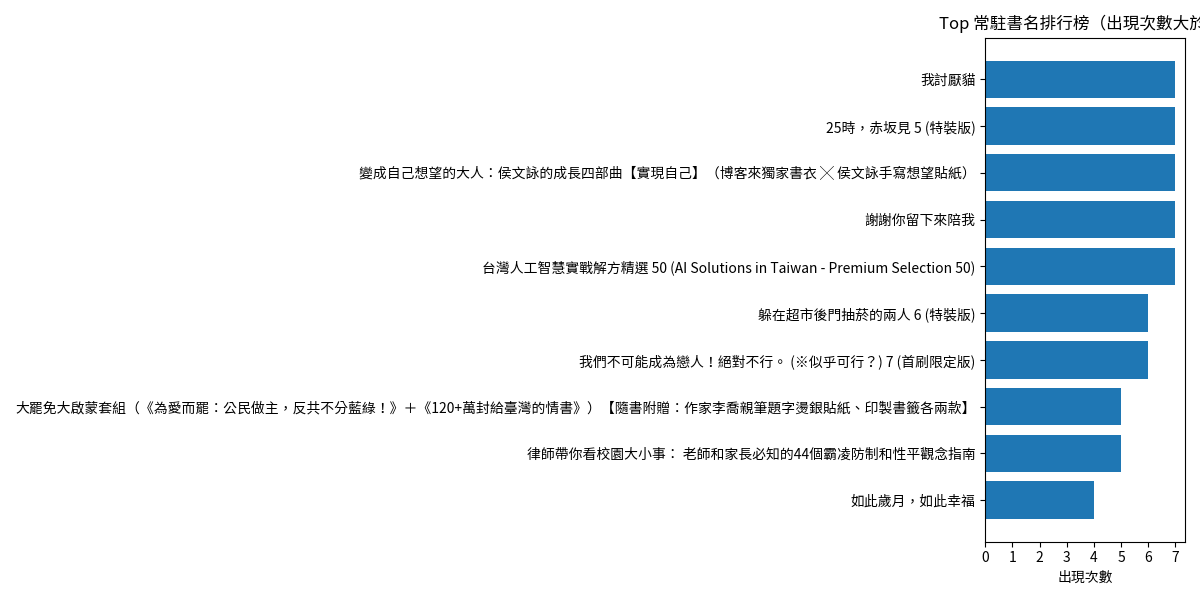 Top 常駐書名排行榜（出現次數大於
我討厭貓
25時，赤坂見 5 (特裝版)
變成自己想望的大人：侯文詠的成長四部曲【實現自己】（博客來獨家書衣 ╳ 侯文詠手寫想望貼紙）
謝謝你留下來陪我
台灣人工智慧實戰解方精選 50 (AI Solutions in Taiwan - Premium Selection 50)
躲在超市後門抽菸的兩人 6 (特裝版)
我們不可能成為戀人！絕對不行。 (※似乎可行？) 7 (首刷限定版)
大罷免大啟蒙套組（《為愛而罷：公民做主，反共不分藍綠！》＋《120+萬封給臺灣的情書》）【隨書附贈：作家李喬親筆題字燙銀貼紙、印製書籤各兩款】
律師帶你看校園大小事： 老師和家長必知的44個霸凌防制和性平觀念指南
如此歲月，如此幸福
0 1 2 3 4 5 6 7
出現次數